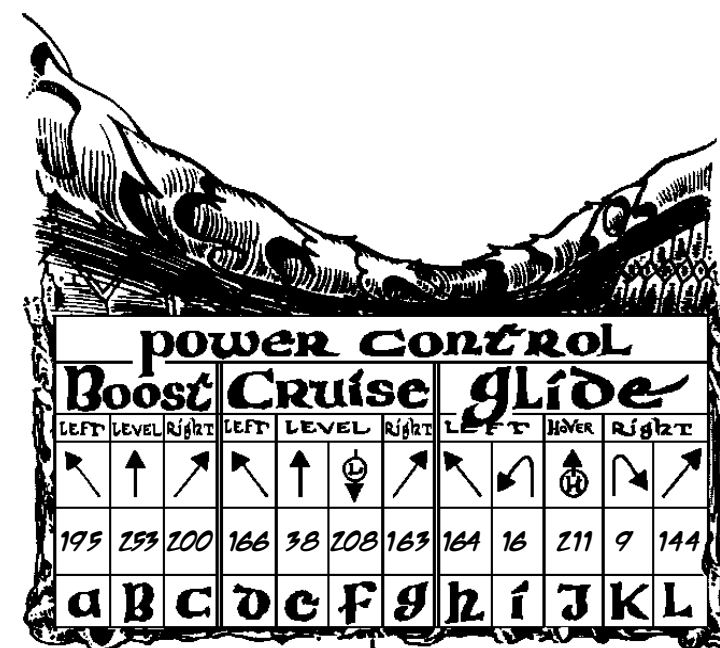 POWER CONTROL
Boost Cruise Glide
LEFT LEVEL Right LEFT LEVEL Right LEFT HOVER Right
L H
195 253 200 166 38 208 163 164 16 211 9 144
a B C D e F g h i J K L